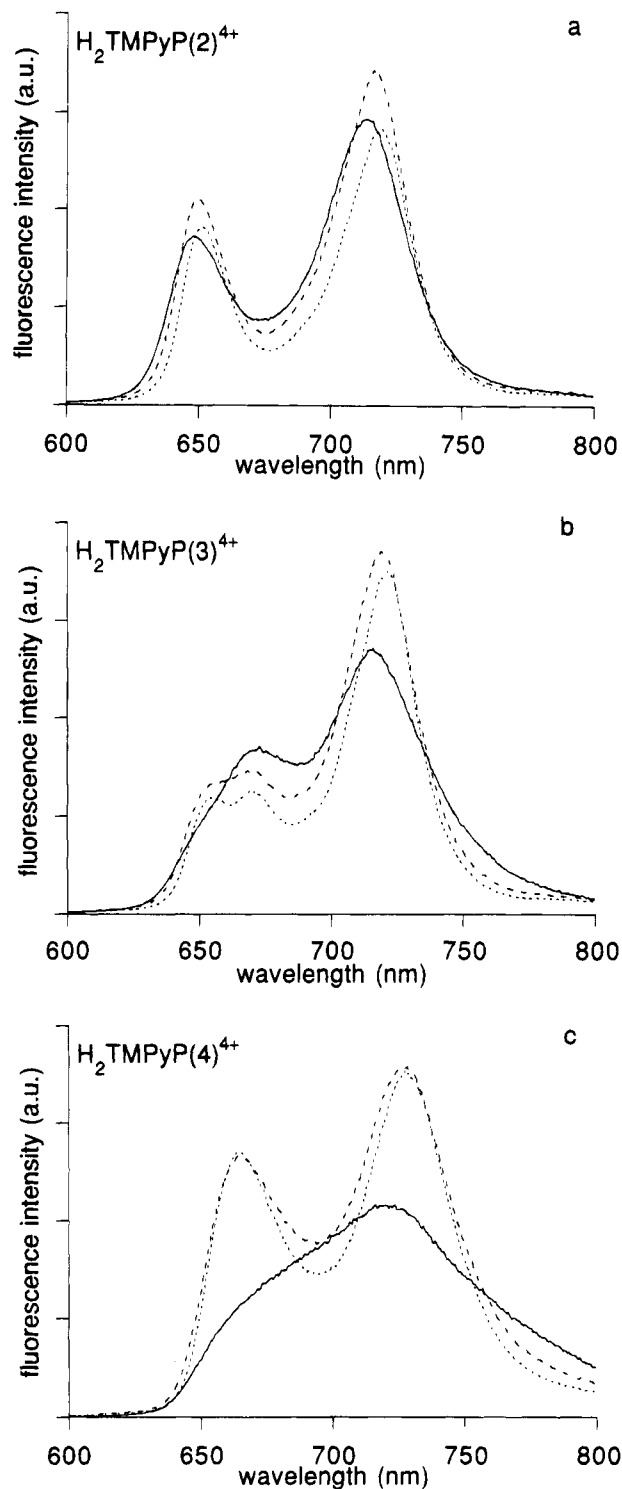 a
H₂TMPyP(2)⁴⁺
fluorescence intensity (a.u.)
600 650 700 750 800
wavelength (nm)
b
H₂TMPyP(3)⁴⁺
fluorescence intensity (a.u.)
600 650 700 750 800
wavelength (nm)
c
H₂TMPyP(4)⁴⁺
fluorescence intensity (a.u.)
600 650 700 750 800
wavelength (nm)